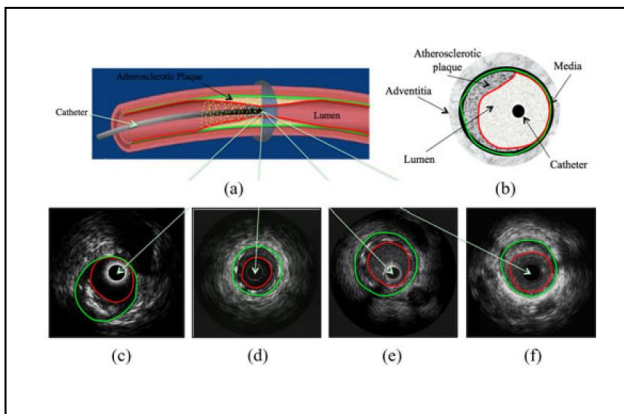 Atherosclerotic Plaque
Catheter
Lumen
(a)
Atherosclerotic
plaque
Media
Adventitia
Lumen
Catheter
(b)
(c)
(d)
(e)
(f)